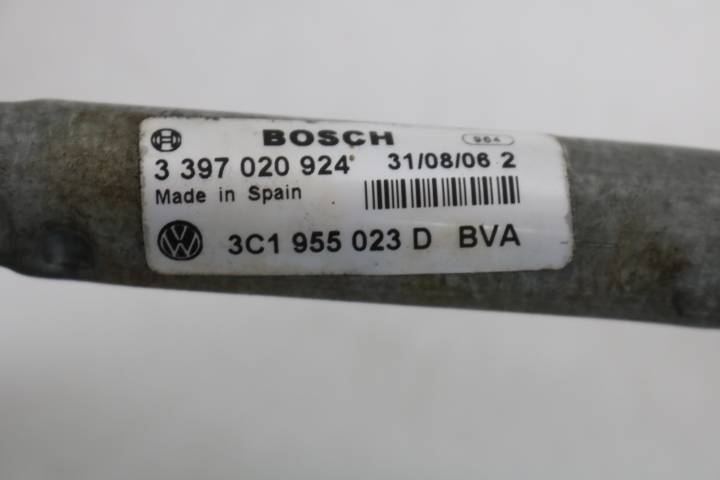 BOSCH 964
3 397 020 924 31/08/06 2
Made in Spain
3C1 955 023 D BVA